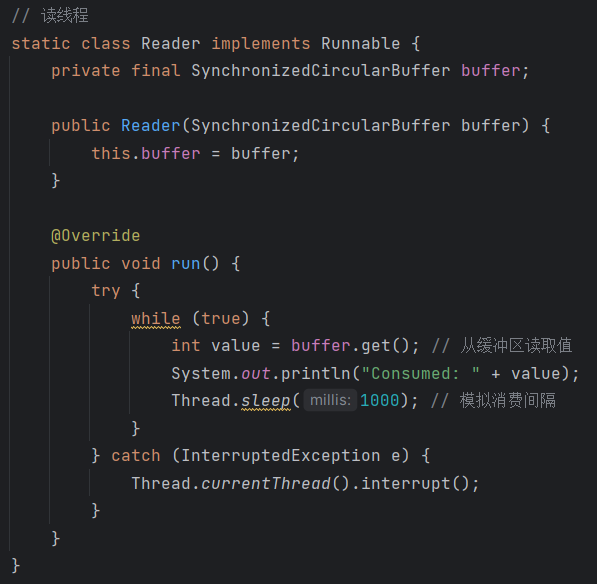 // 读线程
static class Reader implements Runnable {
    private final SynchronizedCircularBuffer buffer;

    public Reader(SynchronizedCircularBuffer buffer) {
        this.buffer = buffer;
    }

    @Override
    public void run() {
        try {
            while (true) {
                int value = buffer.get(); // 从缓冲区读取值
                System.out.println("Consumed: " + value);
                Thread.sleep( millis: 1000); // 模拟消费间隔
            }
        } catch (InterruptedException e) {
            Thread.currentThread().interrupt();
        }
    }
}